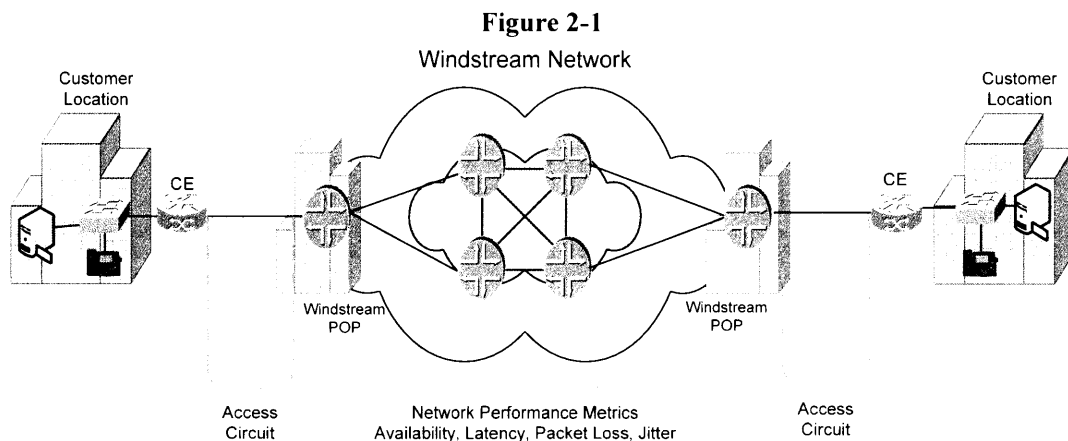 Figure 2-1
Windstream Network
Customer
Location
Customer
Location
CE
CE
Windstream
POP
Windstream
POP
Access
Circuit
Network Performance Metrics
Availability, Latency, Packet Loss, Jitter
Access
Circuit